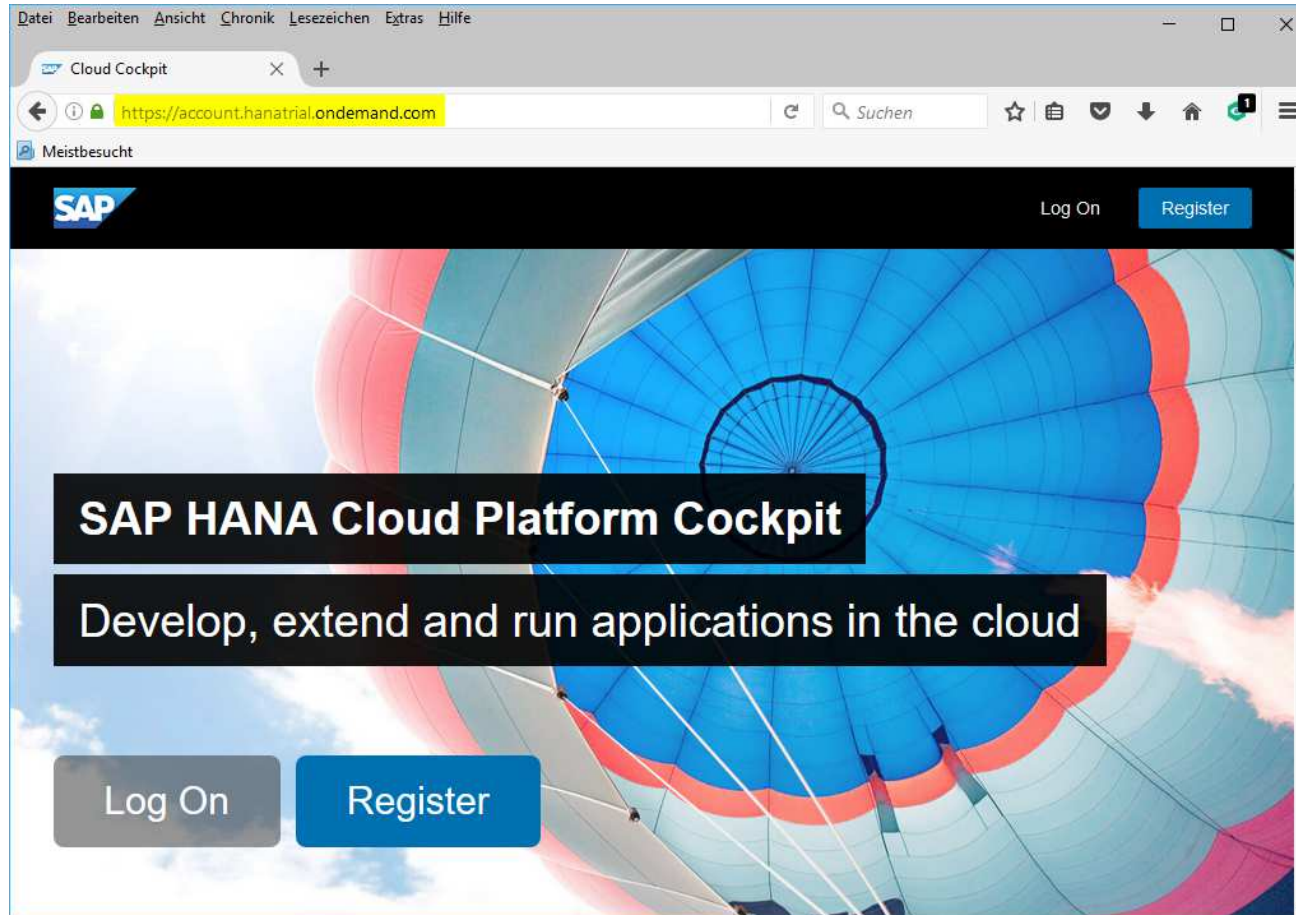 Datei Bearbeiten Ansicht Chronik Lesezeichen Extras Hilfe
Cloud Cockpit
https://account.hanatrial.ondemand.com
Suchen
1
Meistbesucht
SAP
Log On
Register
SAP HANA Cloud Platform Cockpit
Develop, extend and run applications in the cloud
Log On
Register